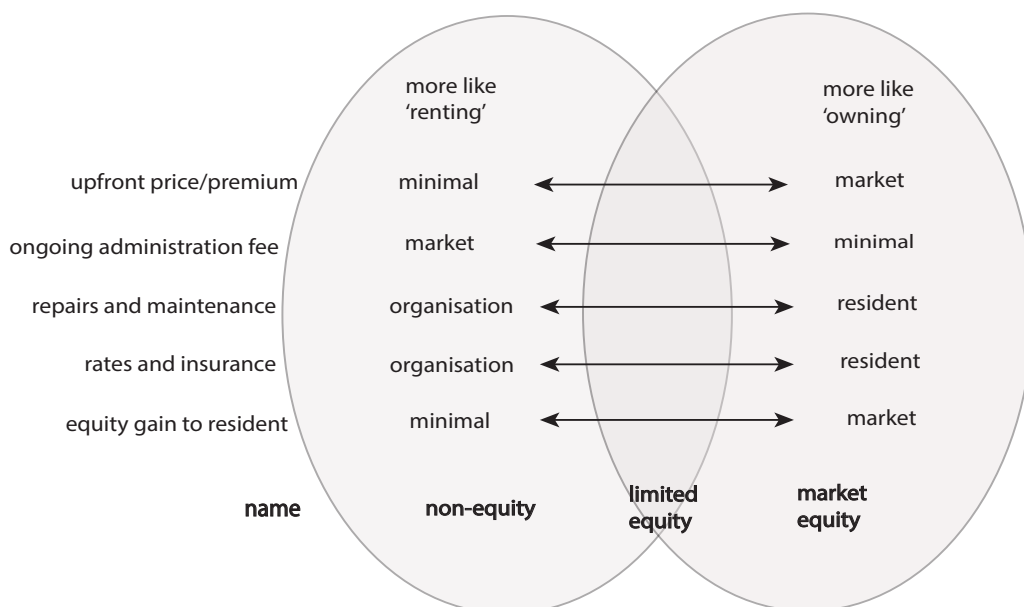 more like
‘renting’
more like
‘owning’
upfront price/premium minimal market
ongoing administration fee market minimal
repairs and maintenance organisation resident
rates and insurance organisation resident
equity gain to resident minimal market
name non-equity limited
equity market
equity